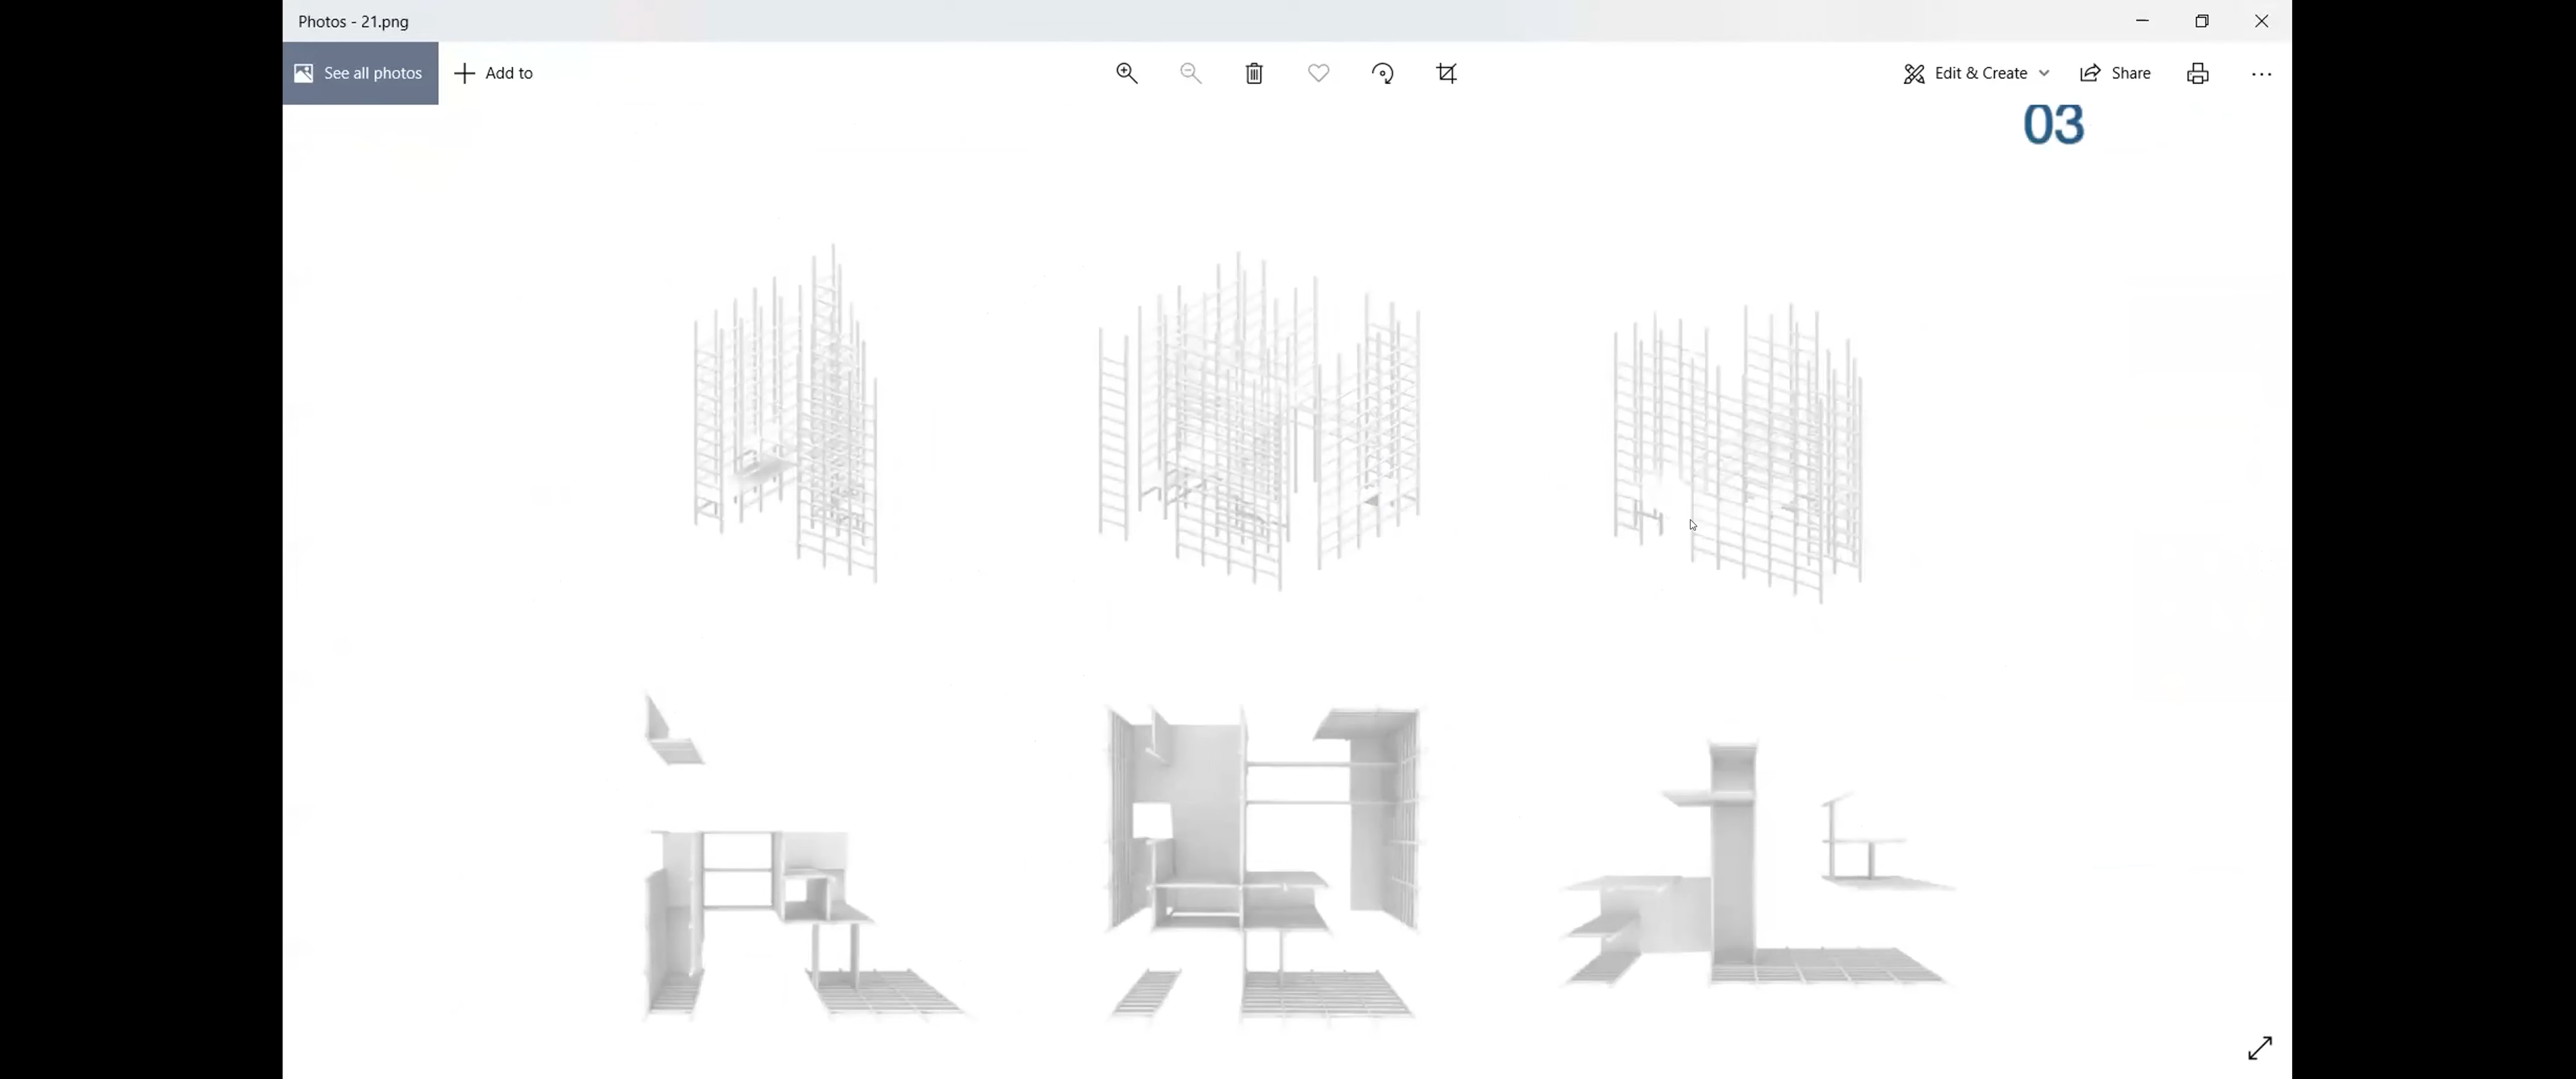 Photos - 21.png
See all photos
Add to
Edit & Create
Share
03